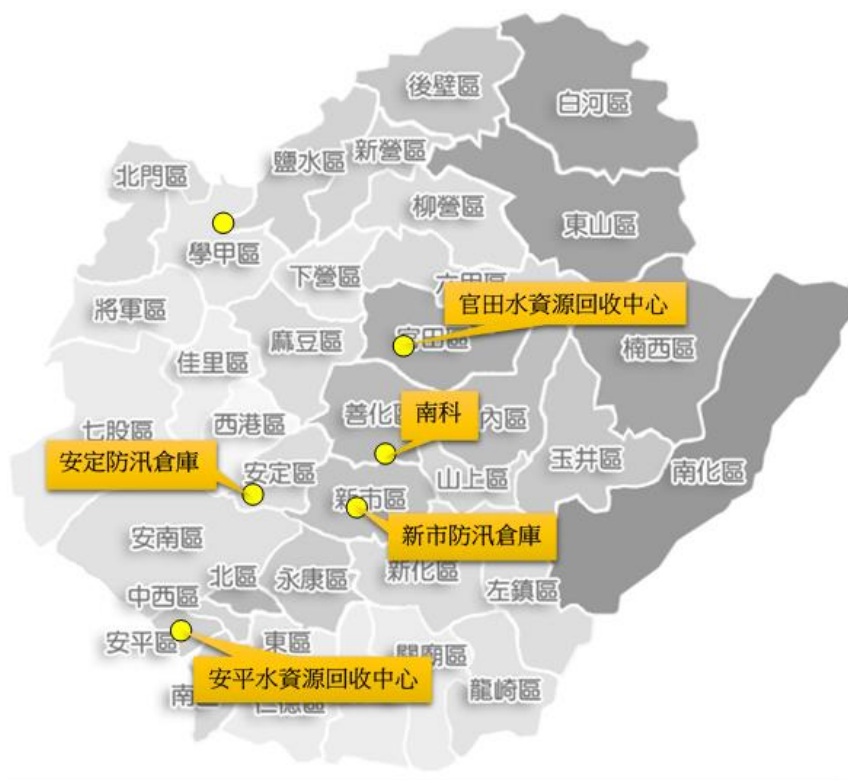 後壁區
白河區
新營區
鹽水區
北門區
柳營區
東山區
學甲區
下營區
六甲區
官田水資源回收中心
將軍區
麻豆區
官田區
楠西區
佳里區
善化區
南科
內區
西港區
七股區
安定防汛倉庫
安定區
山上區
玉井區
南化區
新市區
安南區
新市防汛倉庫
北區
永康區
新化區
左鎮區
中西區
安平區
東區
關廟區
安平水資源回收中心
龍崎區
南
仁德區